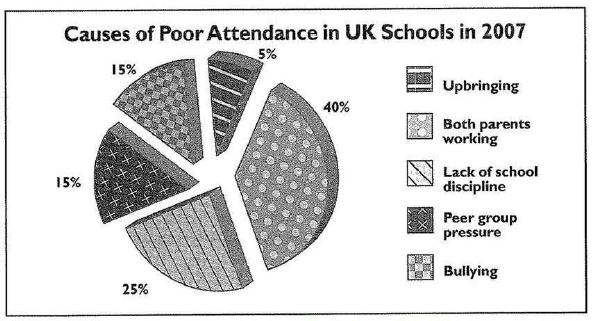 Causes of Poor Attendance in UK Schools in 2007
5%
15%
40%
15%
25%
Upbringing
Both parents
working
Lack of school
discipline
Peer group
pressure
Bullying